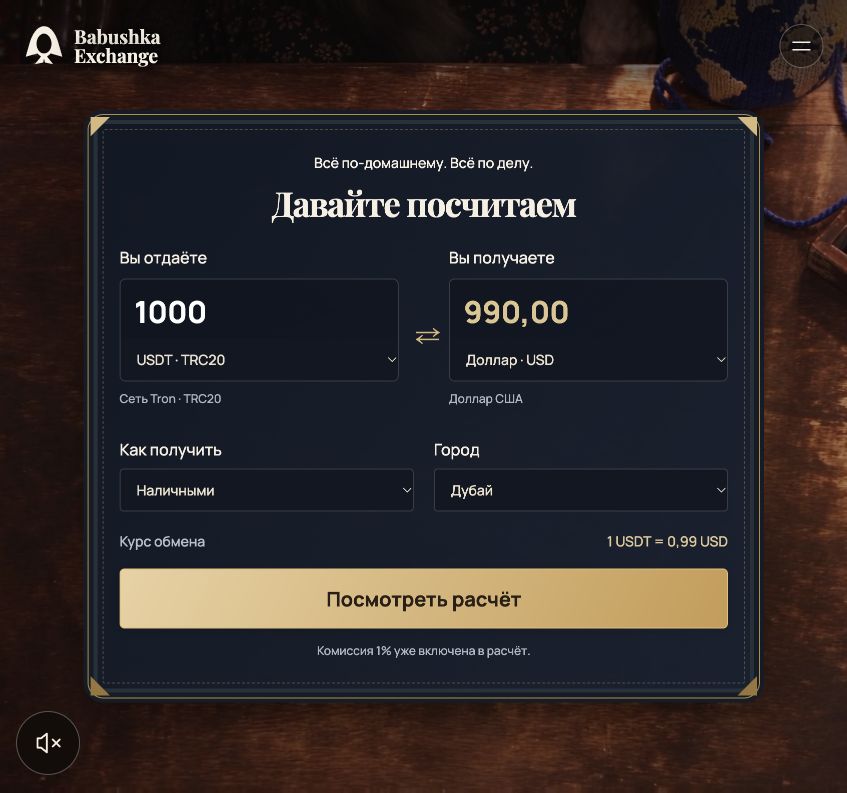 Babushka
Exchange
Всё по-домашнему. Всё по делу.
Давайте посчитаем
Вы отдаёте
Вы получаете
1000
990,00
USDT · TRC20
Доллар · USD
Сеть Tron · TRC20
Доллар США
Как получить
Город
Наличными
Дубай
Курс обмена
1 USDT = 0,99 USD
Посмотреть расчёт
Комиссия 1% уже включена в расчёт.